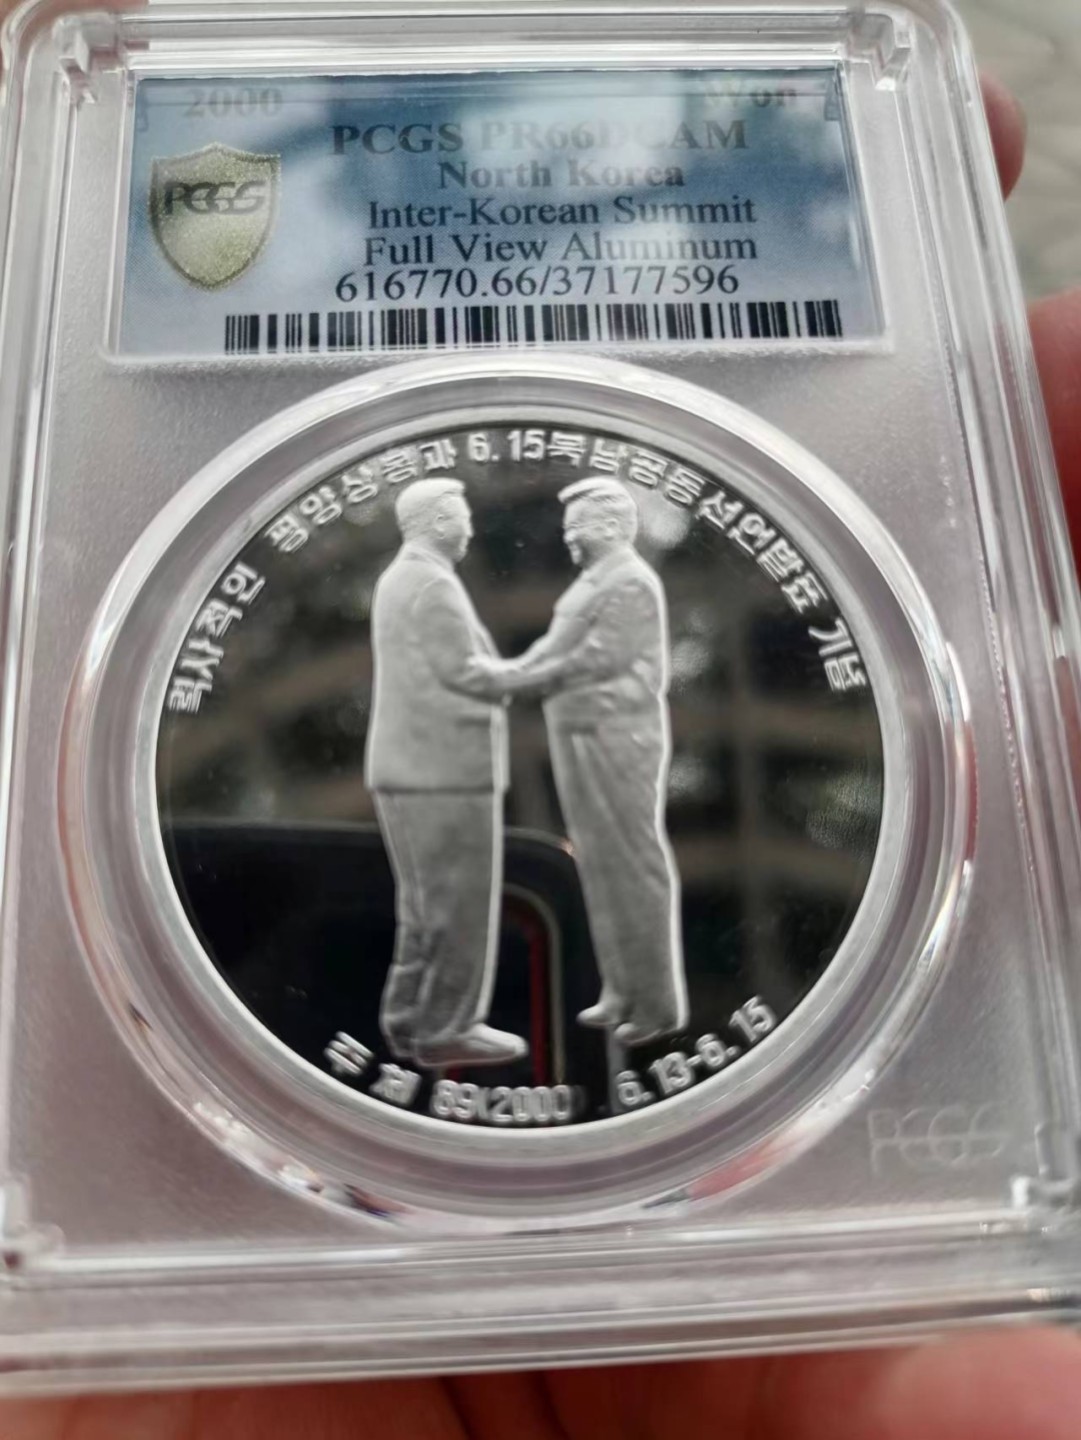 2000 Won
PCGS PR66DCAM
PCGS
North Korea
Inter-Korean Summit
Full View Aluminum
616770.66/37177596
력사적인 평양상봉과 6.15북남공동선언발표 기념
주체 89(2000) . 6.13-6.15
PCGS